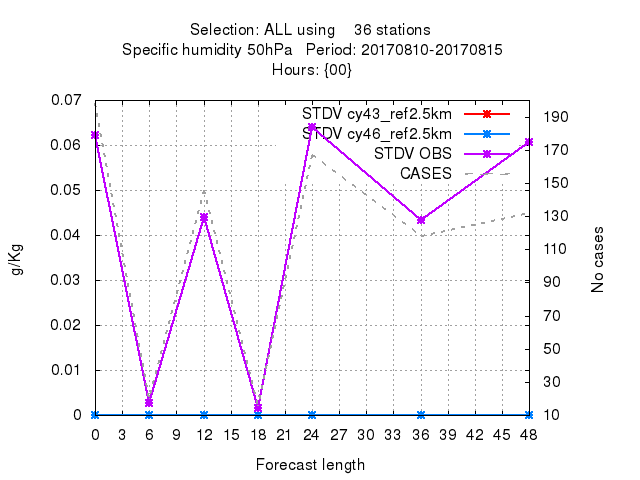 Selection: ALL using 36 stations
Specific humidity 50hPa Period: 20170810-20170815
Hours: {00}
STDV cy43_ref2.5km
STDV cy46_ref2.5km
STDV OBS
CASES
0.07
0.06
0.05
0.04
0.03
0.02
0.01
0
g/Kg
190
170
150
130
110
90
70
50
30
10
No cases
0 3 6 9 12 15 18 21 24 27 30 33 36 39 42 45 48
Forecast length